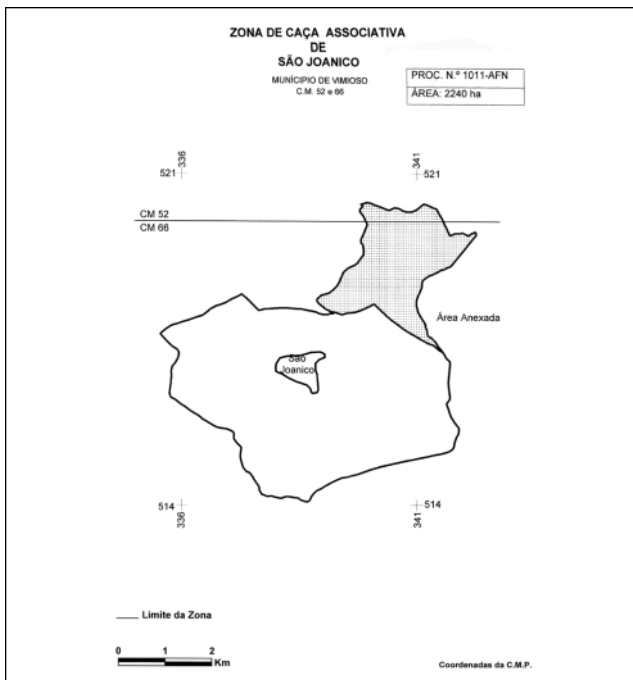 ZONA DE CAÇA ASSOCIATIVA
DE
SÃO JOANICO
MUNÍCIPIO DE VIMIOSO
C.M. 52 e 66
PROC. N.º 1011-AFN
ÁREA: 2240 ha
336
341
521
521
CM 52
CM 66
Área Anexada
São
Joanico
514
514
336
341
Limite da Zona
0 1 2
Km
Coordenadas da C.M.P.